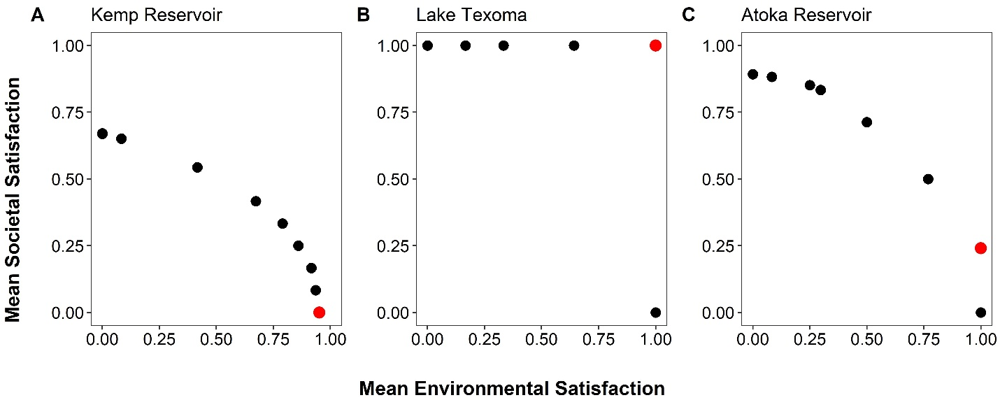 A Kemp Reservoir
B Lake Texoma
C Atoka Reservoir
Mean Societal Satisfaction
1.00
0.75
0.50
0.25
0.00
0.00 0.25 0.50 0.75 1.00
1.00
0.75
0.50
0.25
0.00
0.00 0.25 0.50 0.75 1.00
1.00
0.75
0.50
0.25
0.00
0.00 0.25 0.50 0.75 1.00
Mean Environmental Satisfaction